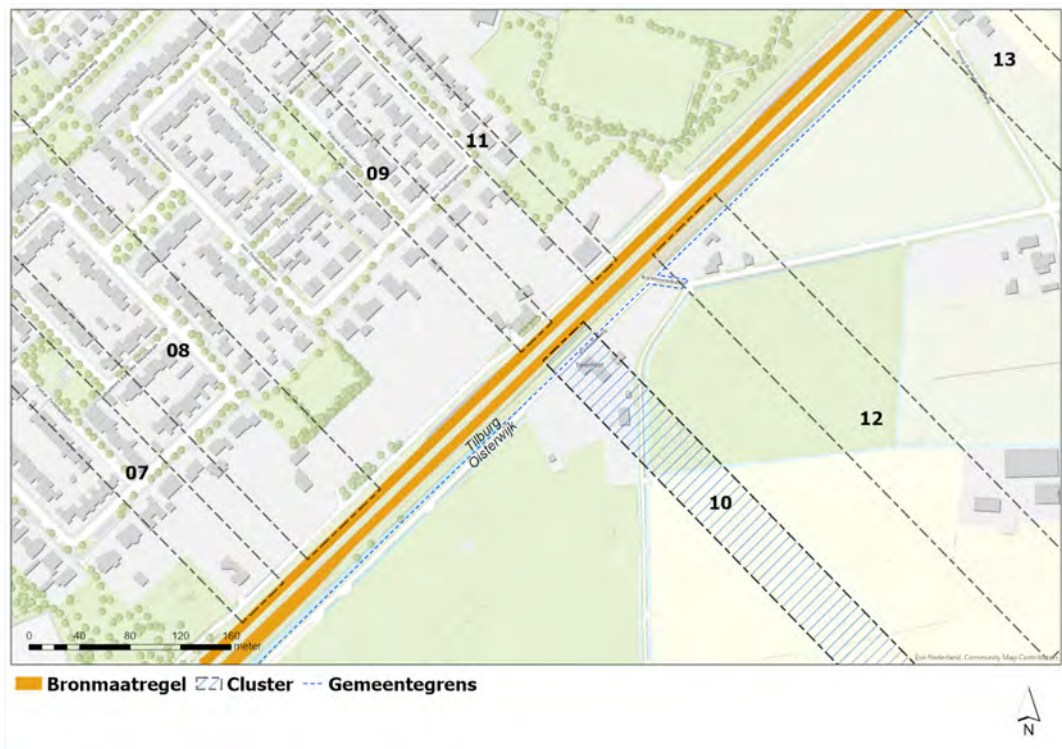 13
11
09
08
12
Tilburg
Oisterwijk
07
10
0 40 80 120 160
meter
Esri Nederland, Community Map Contributors
Bronmaatregel Cluster Gemeentegrens
N